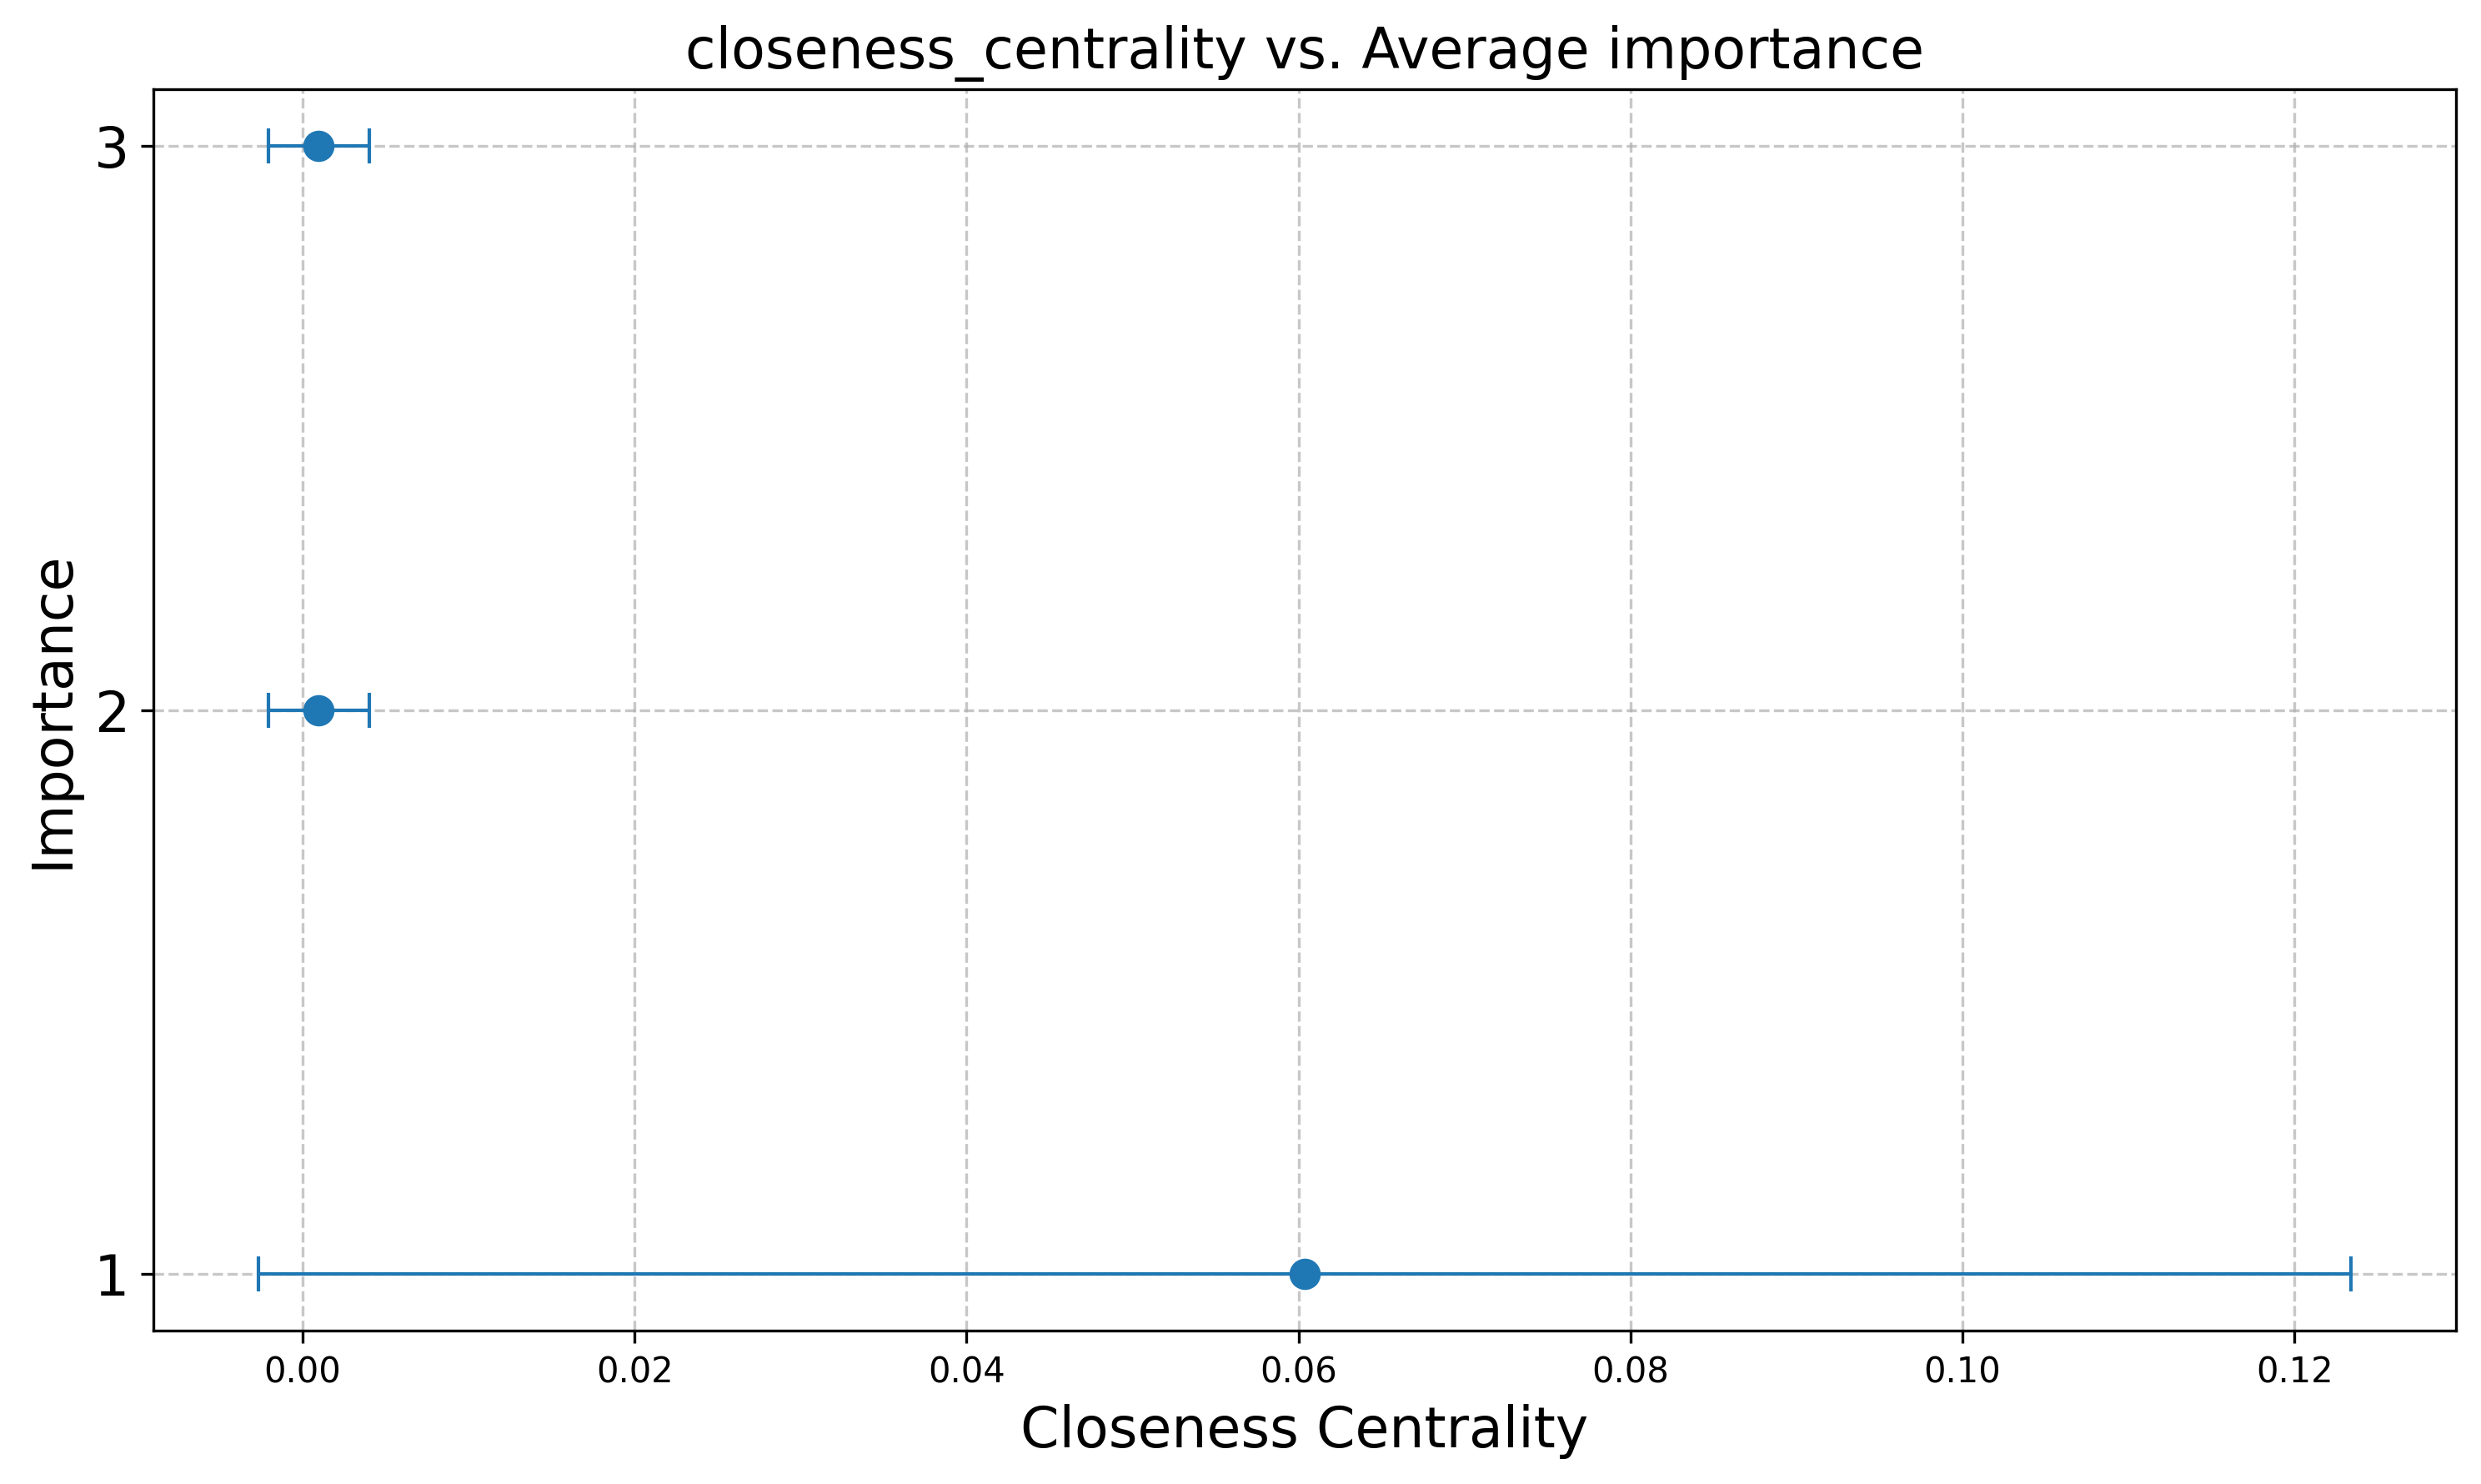 closeness_centrality vs. Average importance
3
2
1
Importance
0.00 0.02 0.04 0.06 0.08 0.10 0.12
Closeness Centrality